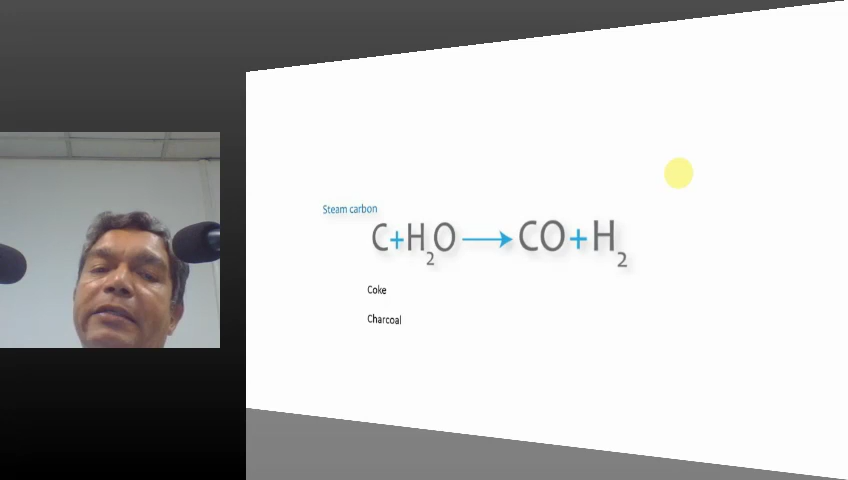 Steam carbon
C+H₂O ⟶ CO+H₂
Coke
Charcoal